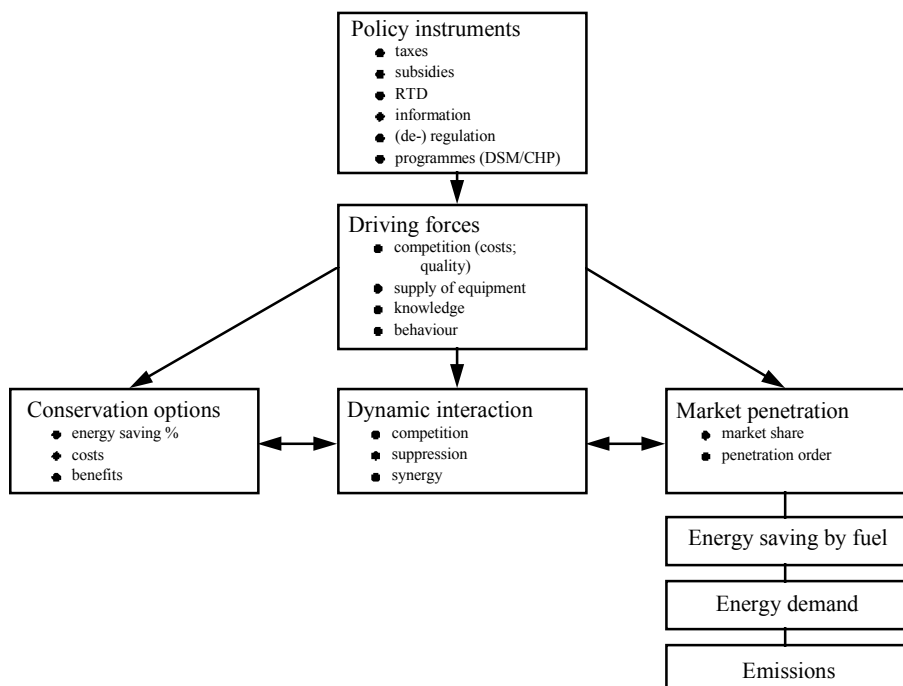 Policy instruments
taxes
subsidies
RTD
information
(de-) regulation
programmes (DSM/CHP)
Driving forces
competition (costs;
quality)
supply of equipment
knowledge
behaviour
Conservation options
energy saving %
costs
benefits
Dynamic interaction
competition
suppression
synergy
Market penetration
market share
penetration order
Energy saving by fuel
Energy demand
Emissions